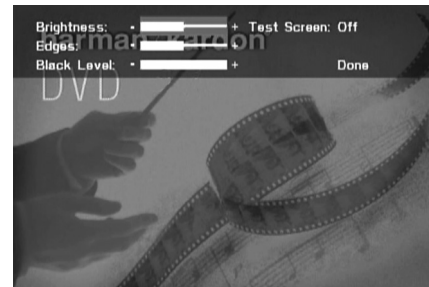 Brightness: - + Test Screen: Off
harman/kardon
Edges: - +
Black Level: - + Done
DVD